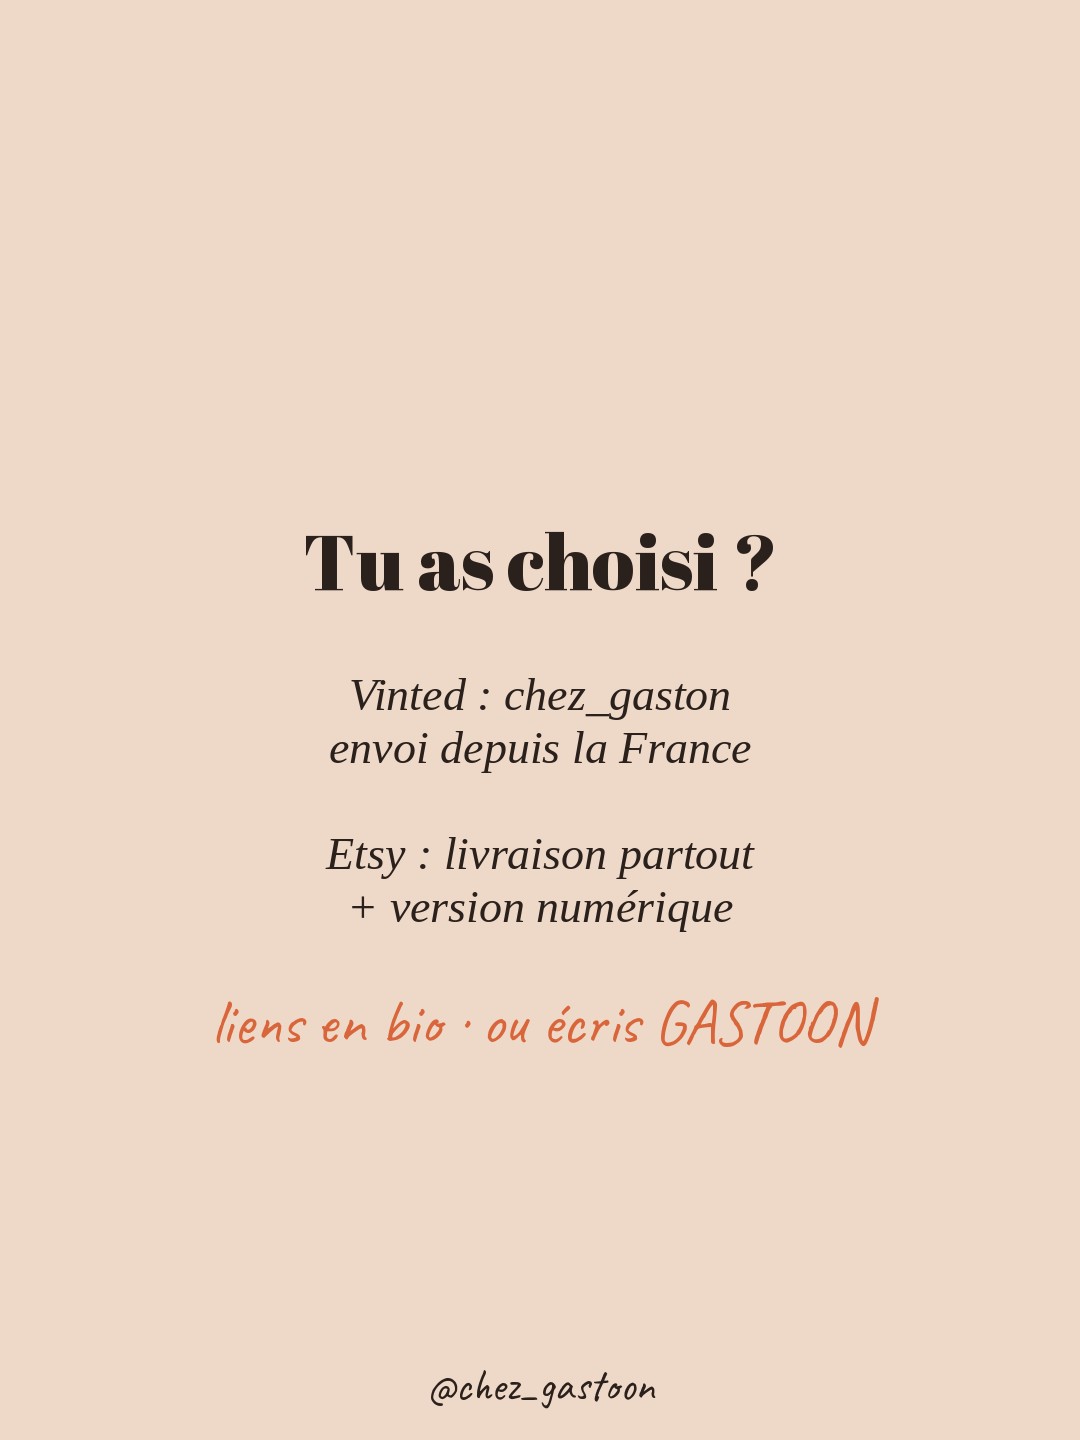 Tu as choisi ?
Vinted : chez_gaston
envoi depuis la France
Etsy : livraison partout
+ version numérique
liens en bio · ou écris GASTOON
@chez_gastoon